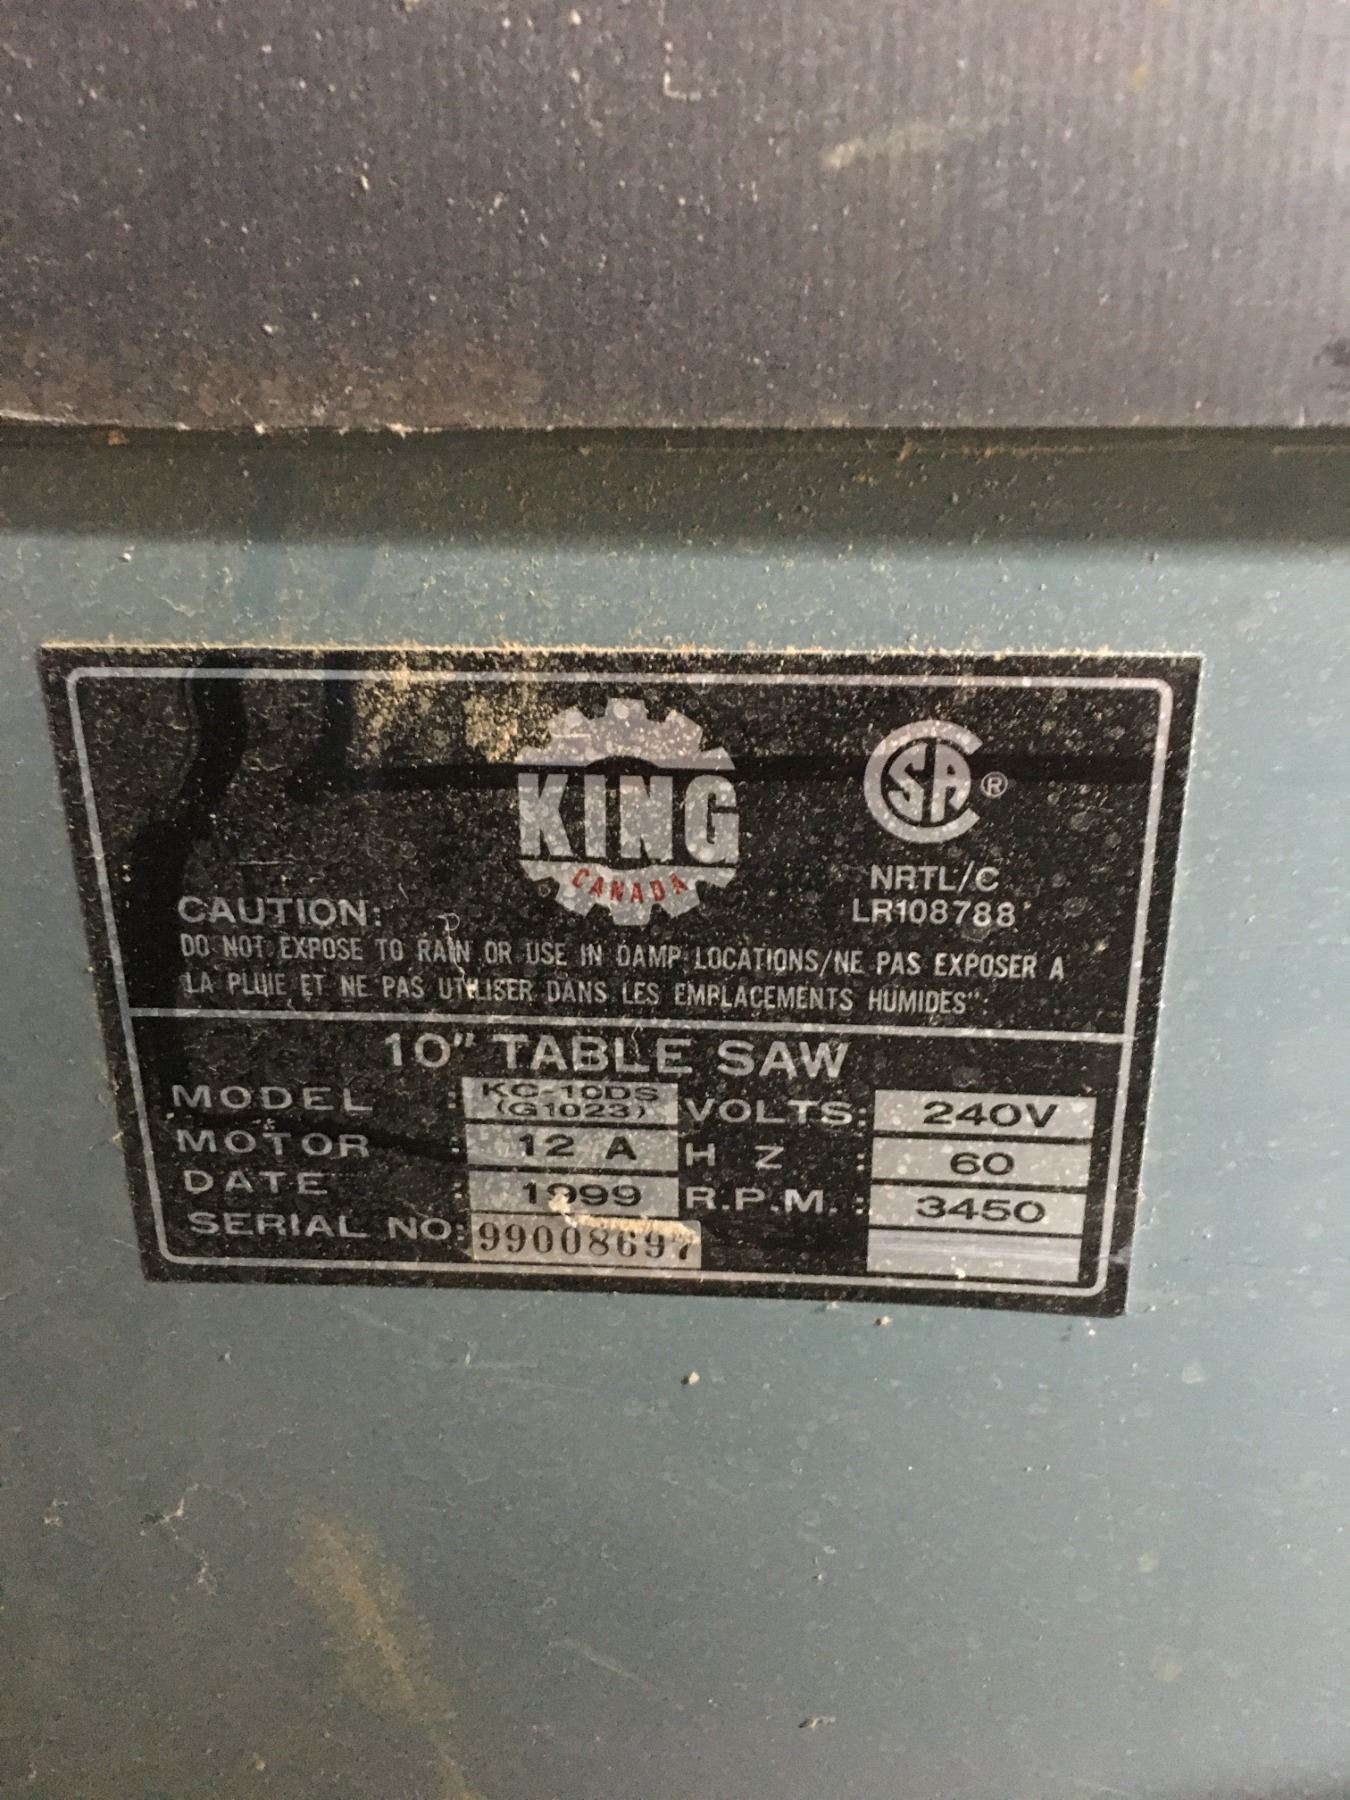 KING
CANADA
CSA®
NRTL/C
LR108788
CAUTION:
DO NOT EXPOSE TO RAIN OR USE IN DAMP LOCATIONS/NE PAS EXPOSER A
LA PLUIE ET NE PAS UTILISER DANS LES EMPLACEMENTS HUMIDES".
10" TABLE SAW
MODEL : KC-10DS (G1023) VOLTS: 240V
MOTOR : 12 A HZ : 60
DATE : 1999 R.P.M. : 3450
SERIAL NO: 99008697